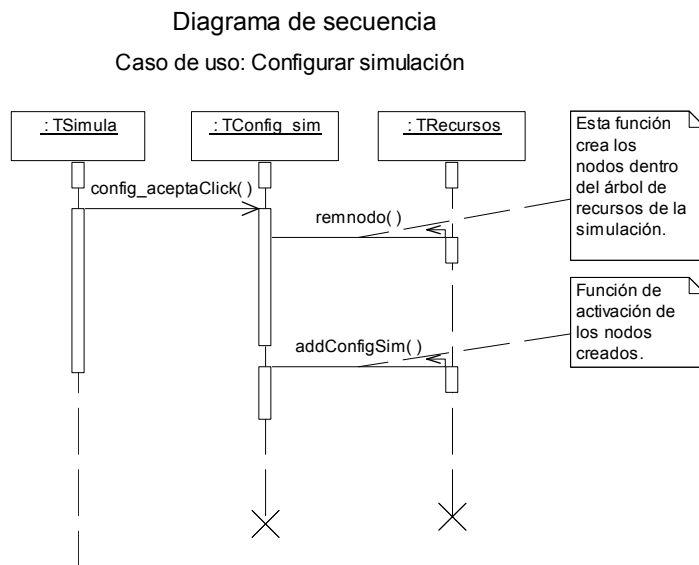 Diagrama de secuencia
Caso de uso: Configurar simulación
: TSimula
: TConfig_sim
: TRecursos
config_aceptaClick( )
remnodo( )
Esta función
crea los
nodos dentro
del árbol de
recursos de la
simulación.
addConfigSim( )
Función de
activación de
los nodos
creados.